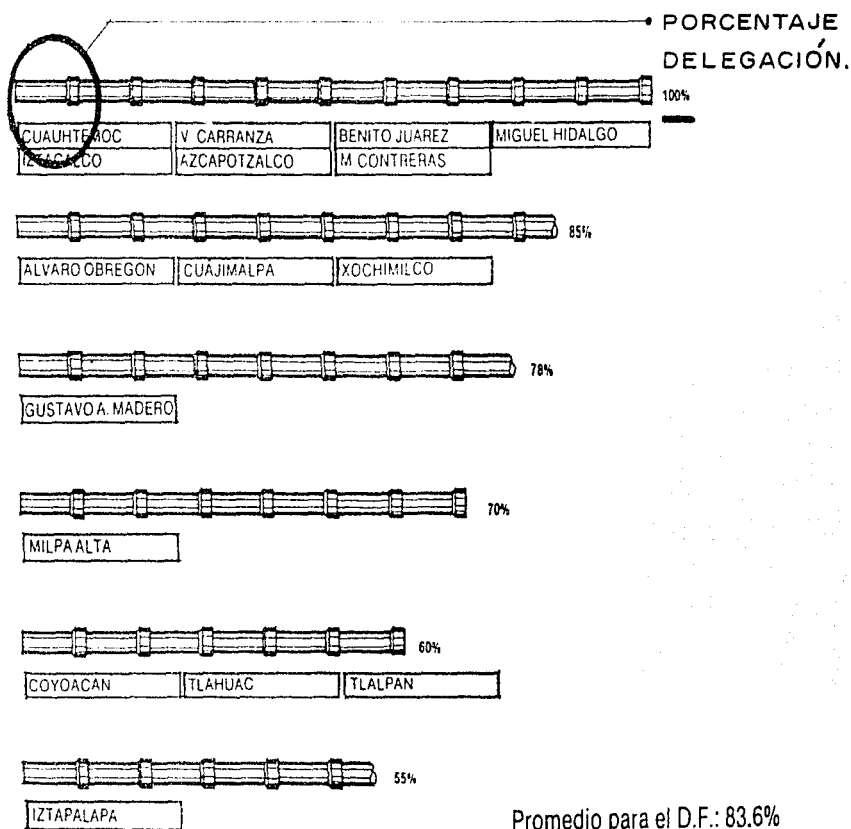 PORCENTAJE
DELEGACIÓN.
100%
CUAUHTEMOC V. CARRANZA BENITO JUAREZ MIGUEL HIDALGO
IZTACALCO AZCAPOTZALCO M CONTRERAS
85%
ALVARO OBREGON CUAJIMALPA XOCHIMILCO
78%
GUSTAVO A. MADERO
70%
MILPA ALTA
60%
COYOACAN TLAHUAC TLALPAN
55%
IZTAPALAPA
Promedio para el D.F.: 83.6%